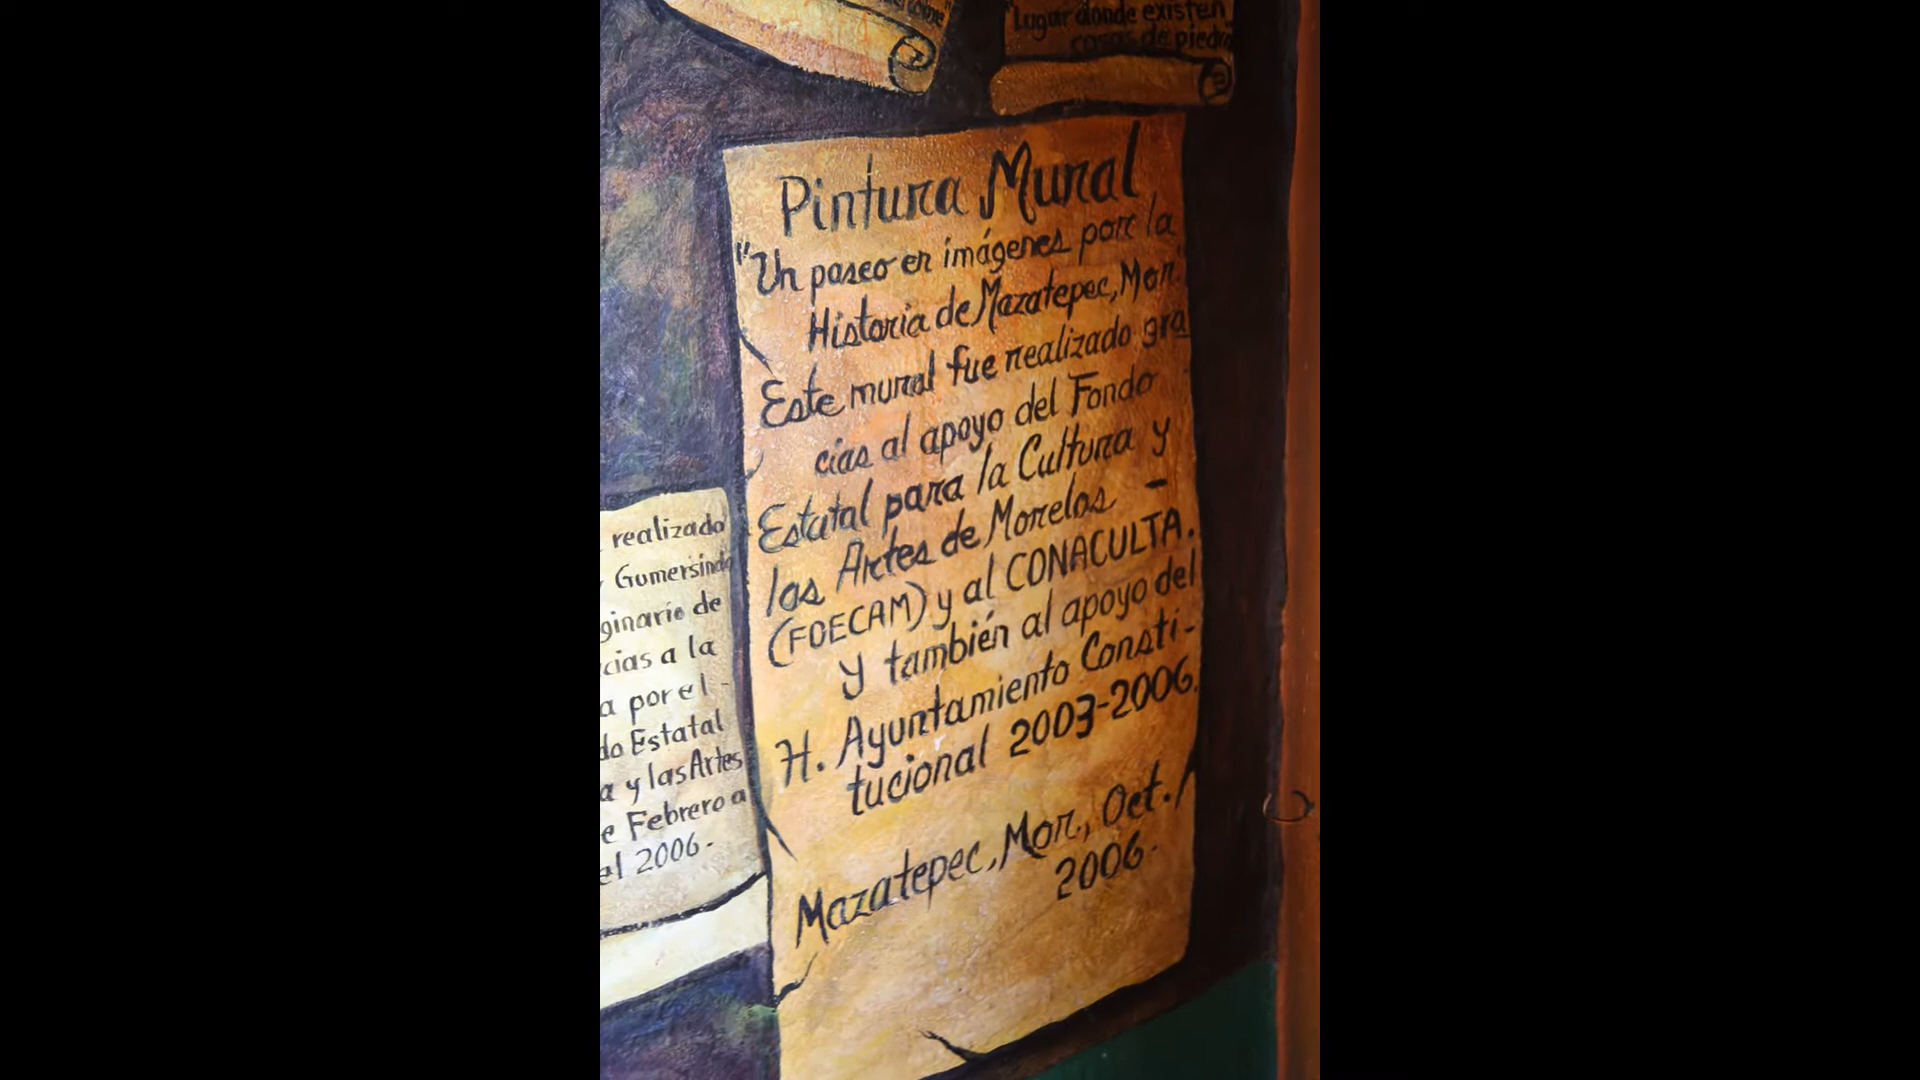 "Lugar donde existen
cosas de piedra"
Pintura Mural
"Un paseo en imágenes por la
Historia de Mazatepec, Mor."
Este mural fue realizado gra
cias al apoyo del Fondo
Estatal para la Cultura y
las Artes de Morelos -
(FOECAM) y al CONACULTA.
y también al apoyo del
H. Ayuntamiento Consti-
tucional 2003-2006.
Mazatepec, Mor., Oct. /
2006.
realizado
Gumersindo
ginario de
cias a la
a por el -
do Estatal
a y las Artes
e Febrero a
el 2006.-